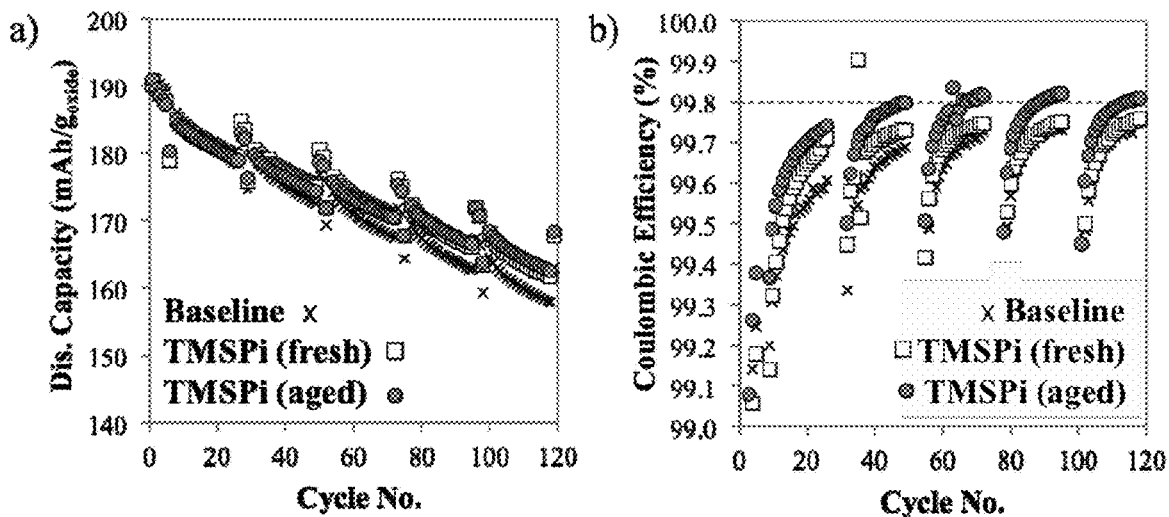 a)
Dis. Capacity (mAh/goxide)
200
190
180
170
160
150
140
Baseline
TMSPi (fresh)
TMSPi (aged)
0 20 40 60 80 100 120
Cycle No.
b)
Coulombic Efficiency (%)
100.0
99.9
99.8
99.7
99.6
99.5
99.4
99.3
99.2
99.1
99.0
Baseline
TMSPi (fresh)
TMSPi (aged)
0 20 40 60 80 100 120
Cycle No.